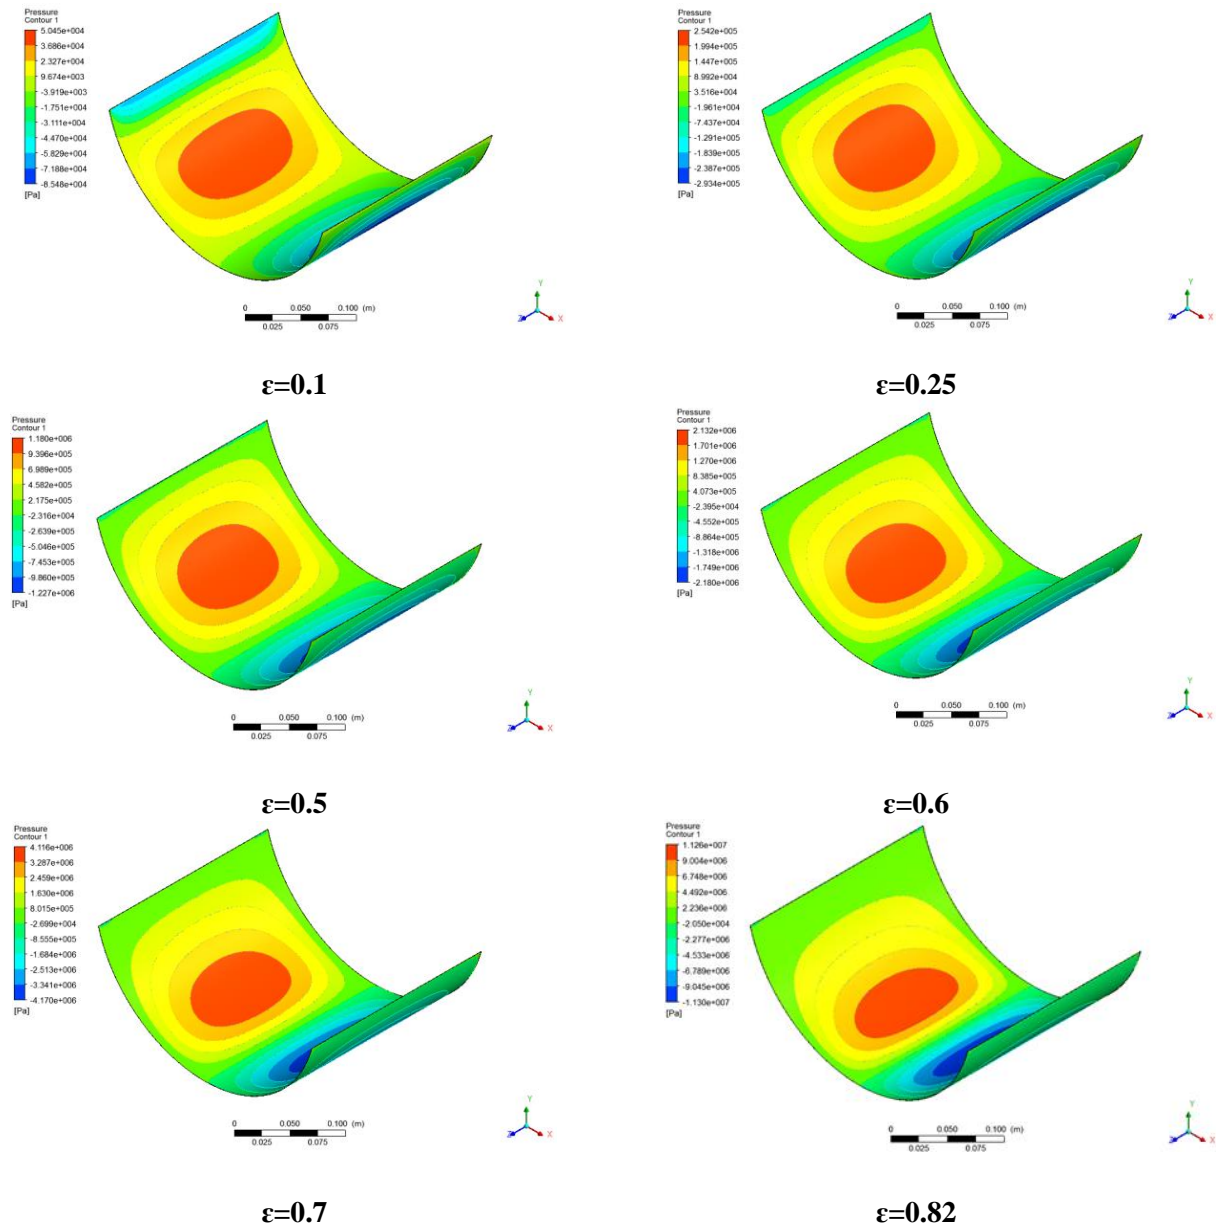 Pressure
Contour 1
5.045e+004
3.686e+004
2.327e+004
9.674e+003
-3.919e+003
-1.751e+004
-3.111e+004
-4.470e+004
-5.829e+004
-7.188e+004
-8.548e+004
[Pa]
0 0.050 0.100 (m)
0.025 0.075
Y
Z X
ε=0.1
Pressure
Contour 1
2.542e+005
1.994e+005
1.447e+005
8.992e+004
3.516e+004
-1.961e+004
-7.437e+004
-1.291e+005
-1.839e+005
-2.387e+005
-2.934e+005
[Pa]
0 0.050 0.100 (m)
0.025 0.075
Y
Z X
ε=0.25
Pressure
Contour 1
1.180e+006
9.396e+005
6.989e+005
4.582e+005
2.175e+005
-2.316e+004
-2.639e+005
-5.046e+005
-7.453e+005
-9.860e+005
-1.227e+006
[Pa]
0 0.050 0.100 (m)
0.025 0.075
Y
Z X
ε=0.5
Pressure
Contour 1
2.132e+006
1.701e+006
1.270e+006
8.385e+005
4.073e+005
-2.395e+004
-4.552e+005
-8.864e+005
-1.318e+006
-1.749e+006
-2.180e+006
[Pa]
0 0.050 0.100 (m)
0.025 0.075
Y
Z X
ε=0.6
Pressure
Contour 1
4.116e+006
3.287e+006
2.459e+006
1.630e+006
8.015e+005
-2.699e+004
-8.555e+005
-1.684e+006
-2.513e+006
-3.341e+006
-4.170e+006
[Pa]
0 0.050 0.100 (m)
0.025 0.075
Y
Z X
ε=0.7
Pressure
Contour 1
1.126e+007
9.004e+006
6.748e+006
4.492e+006
2.236e+006
-2.050e+004
-2.277e+006
-4.533e+006
-6.789e+006
-9.045e+006
-1.130e+007
[Pa]
0 0.050 0.100 (m)
0.025 0.075
Y
Z X
ε=0.82